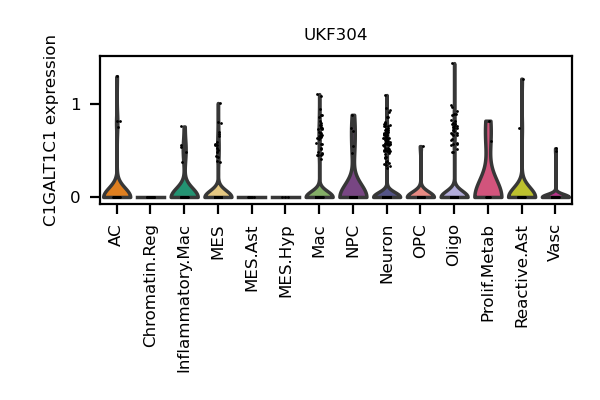 UKF304
C1GALT1C1 expression
1
0
AC
Chromatin.Reg
Inflammatory.Mac
MES
MES.Ast
MES.Hyp
Mac
NPC
Neuron
OPC
Oligo
Prolif.Metab
Reactive.Ast
Vasc